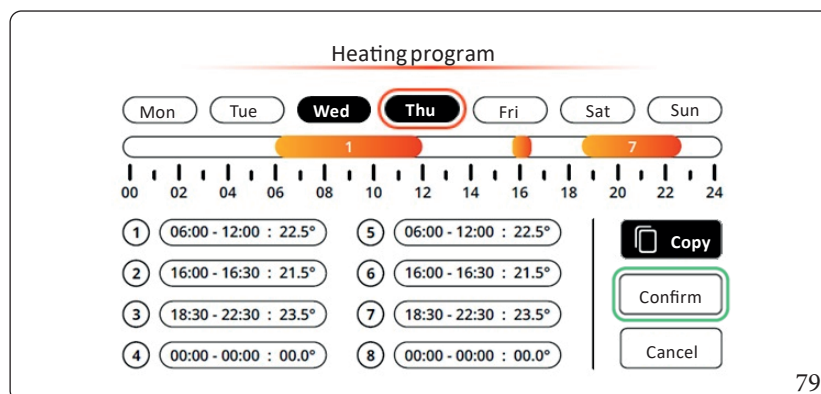 Heating program
Mon Tue Wed Thu Fri Sat Sun
1 7
00 02 04 06 08 10 12 14 16 18 20 22 24
1 06:00 - 12:00 : 22.5° 5 06:00 - 12:00 : 22.5° Copy
2 16:00 - 16:30 : 21.5° 6 16:00 - 16:30 : 21.5°
Confirm
3 18:30 - 22:30 : 23.5° 7 18:30 - 22:30 : 23.5°
4 00:00 - 00:00 : 00.0° 8 00:00 - 00:00 : 00.0° Cancel
79